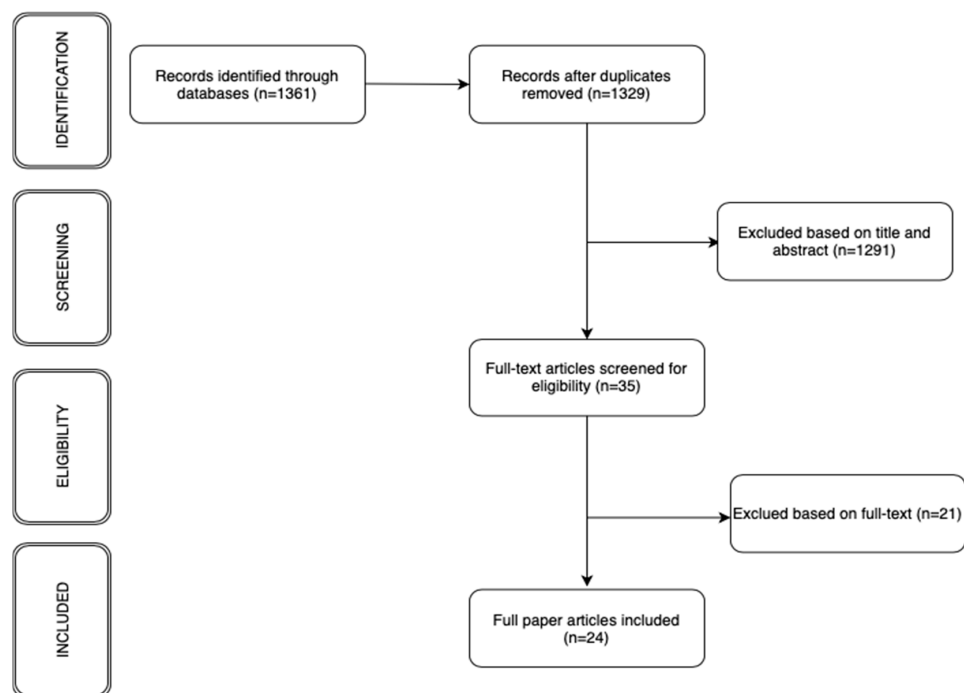 IDENTIFICATION
Records identified through
databases (n=1361)
Records after duplicates
removed (n=1329)
SCREENING
Excluded based on title and
abstract (n=1291)
Full-text articles screened for
eligibility (n=35)
ELIGIBILITY
Exclued based on full-text (n=21)
INCLUDED
Full paper articles included
(n=24)